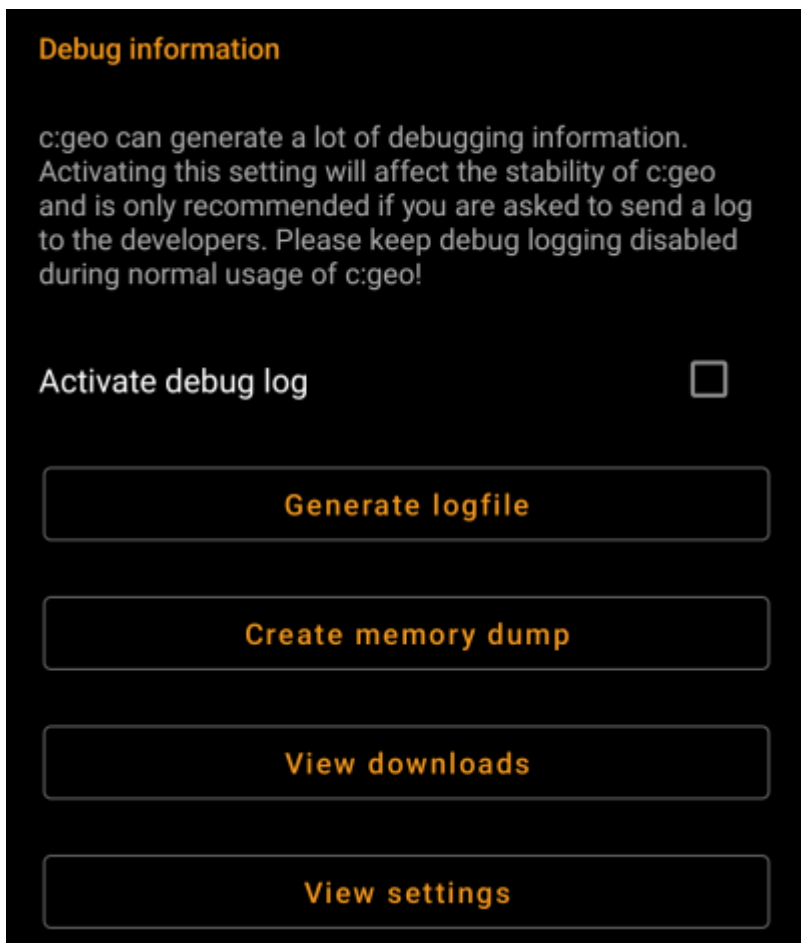 Debug information
c:geo can generate a lot of debugging information.
Activating this setting will affect the stability of c:geo
and is only recommended if you are asked to send a log
to the developers. Please keep debug logging disabled
during normal usage of c:geo!
Activate debug log
Generate logfile
Create memory dump
View downloads
View settings